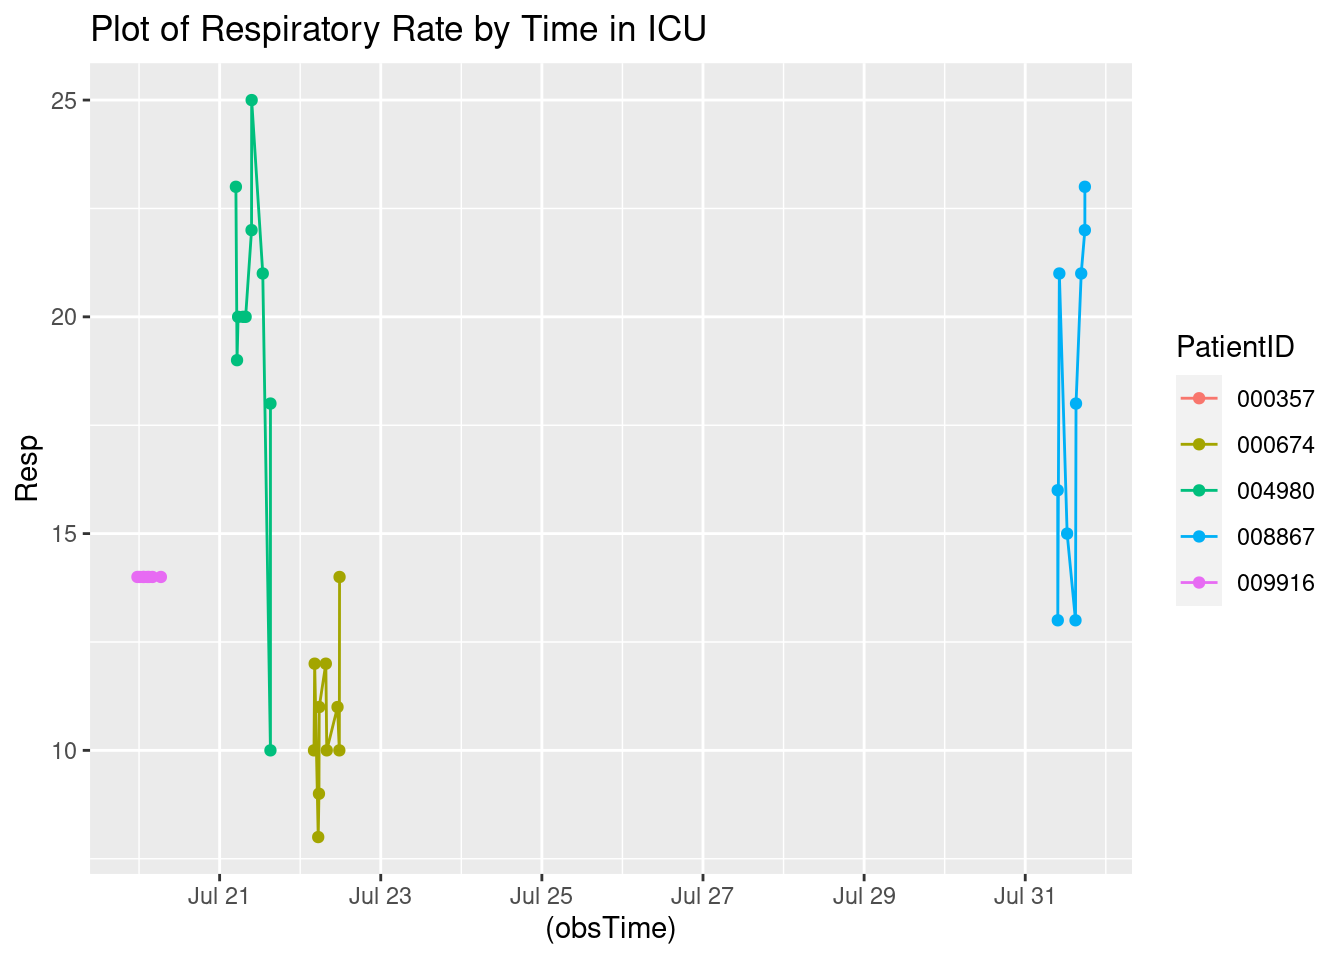 Plot of Respiratory Rate by Time in ICU
25
20
15
10
Resp
Jul 21 Jul 23 Jul 25 Jul 27 Jul 29 Jul 31
(obsTime)
PatientID
000357
000674
004980
008867
009916